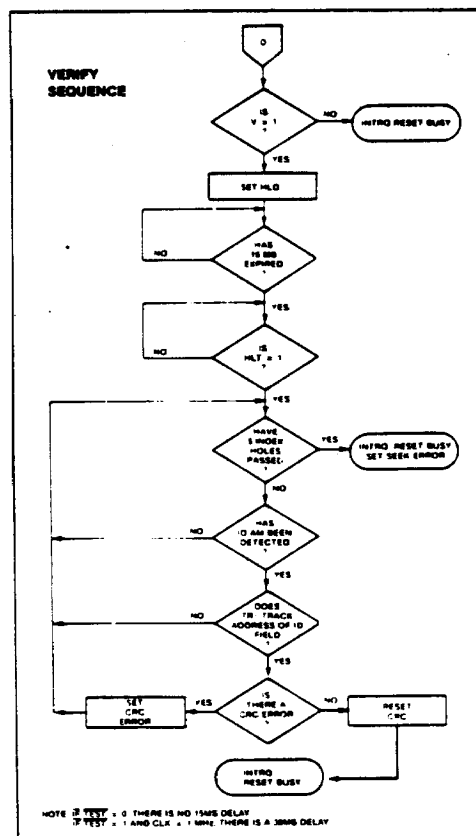 VERIFY
SEQUENCE
IS
V = 1
?
NO
INTRQ RESET BUSY
YES
SET HLD
HAS
15 MS
EXPIRED
?
NO
YES
IS
HLT = 1
?
NO
YES
HAVE
5 INDEX
HOLES
PASSED
?
YES
INTRQ RESET BUSY
SET SEEK ERROR
NO
HAS
ID AM BEEN
DETECTED
?
NO
YES
DOES
TR = TRACK
ADDRESS OF ID
FIELD
?
NO
YES
IS
THERE A
CRC ERROR
?
YES
SET
CRC
ERROR
NO
RESET
CRC
INTRQ
RESET BUSY
NOTE IF TEST = 0 THERE IS NO 15MS DELAY
IF TEST = 1 AND CLK = 1 MHz, THERE IS A 30MS DELAY